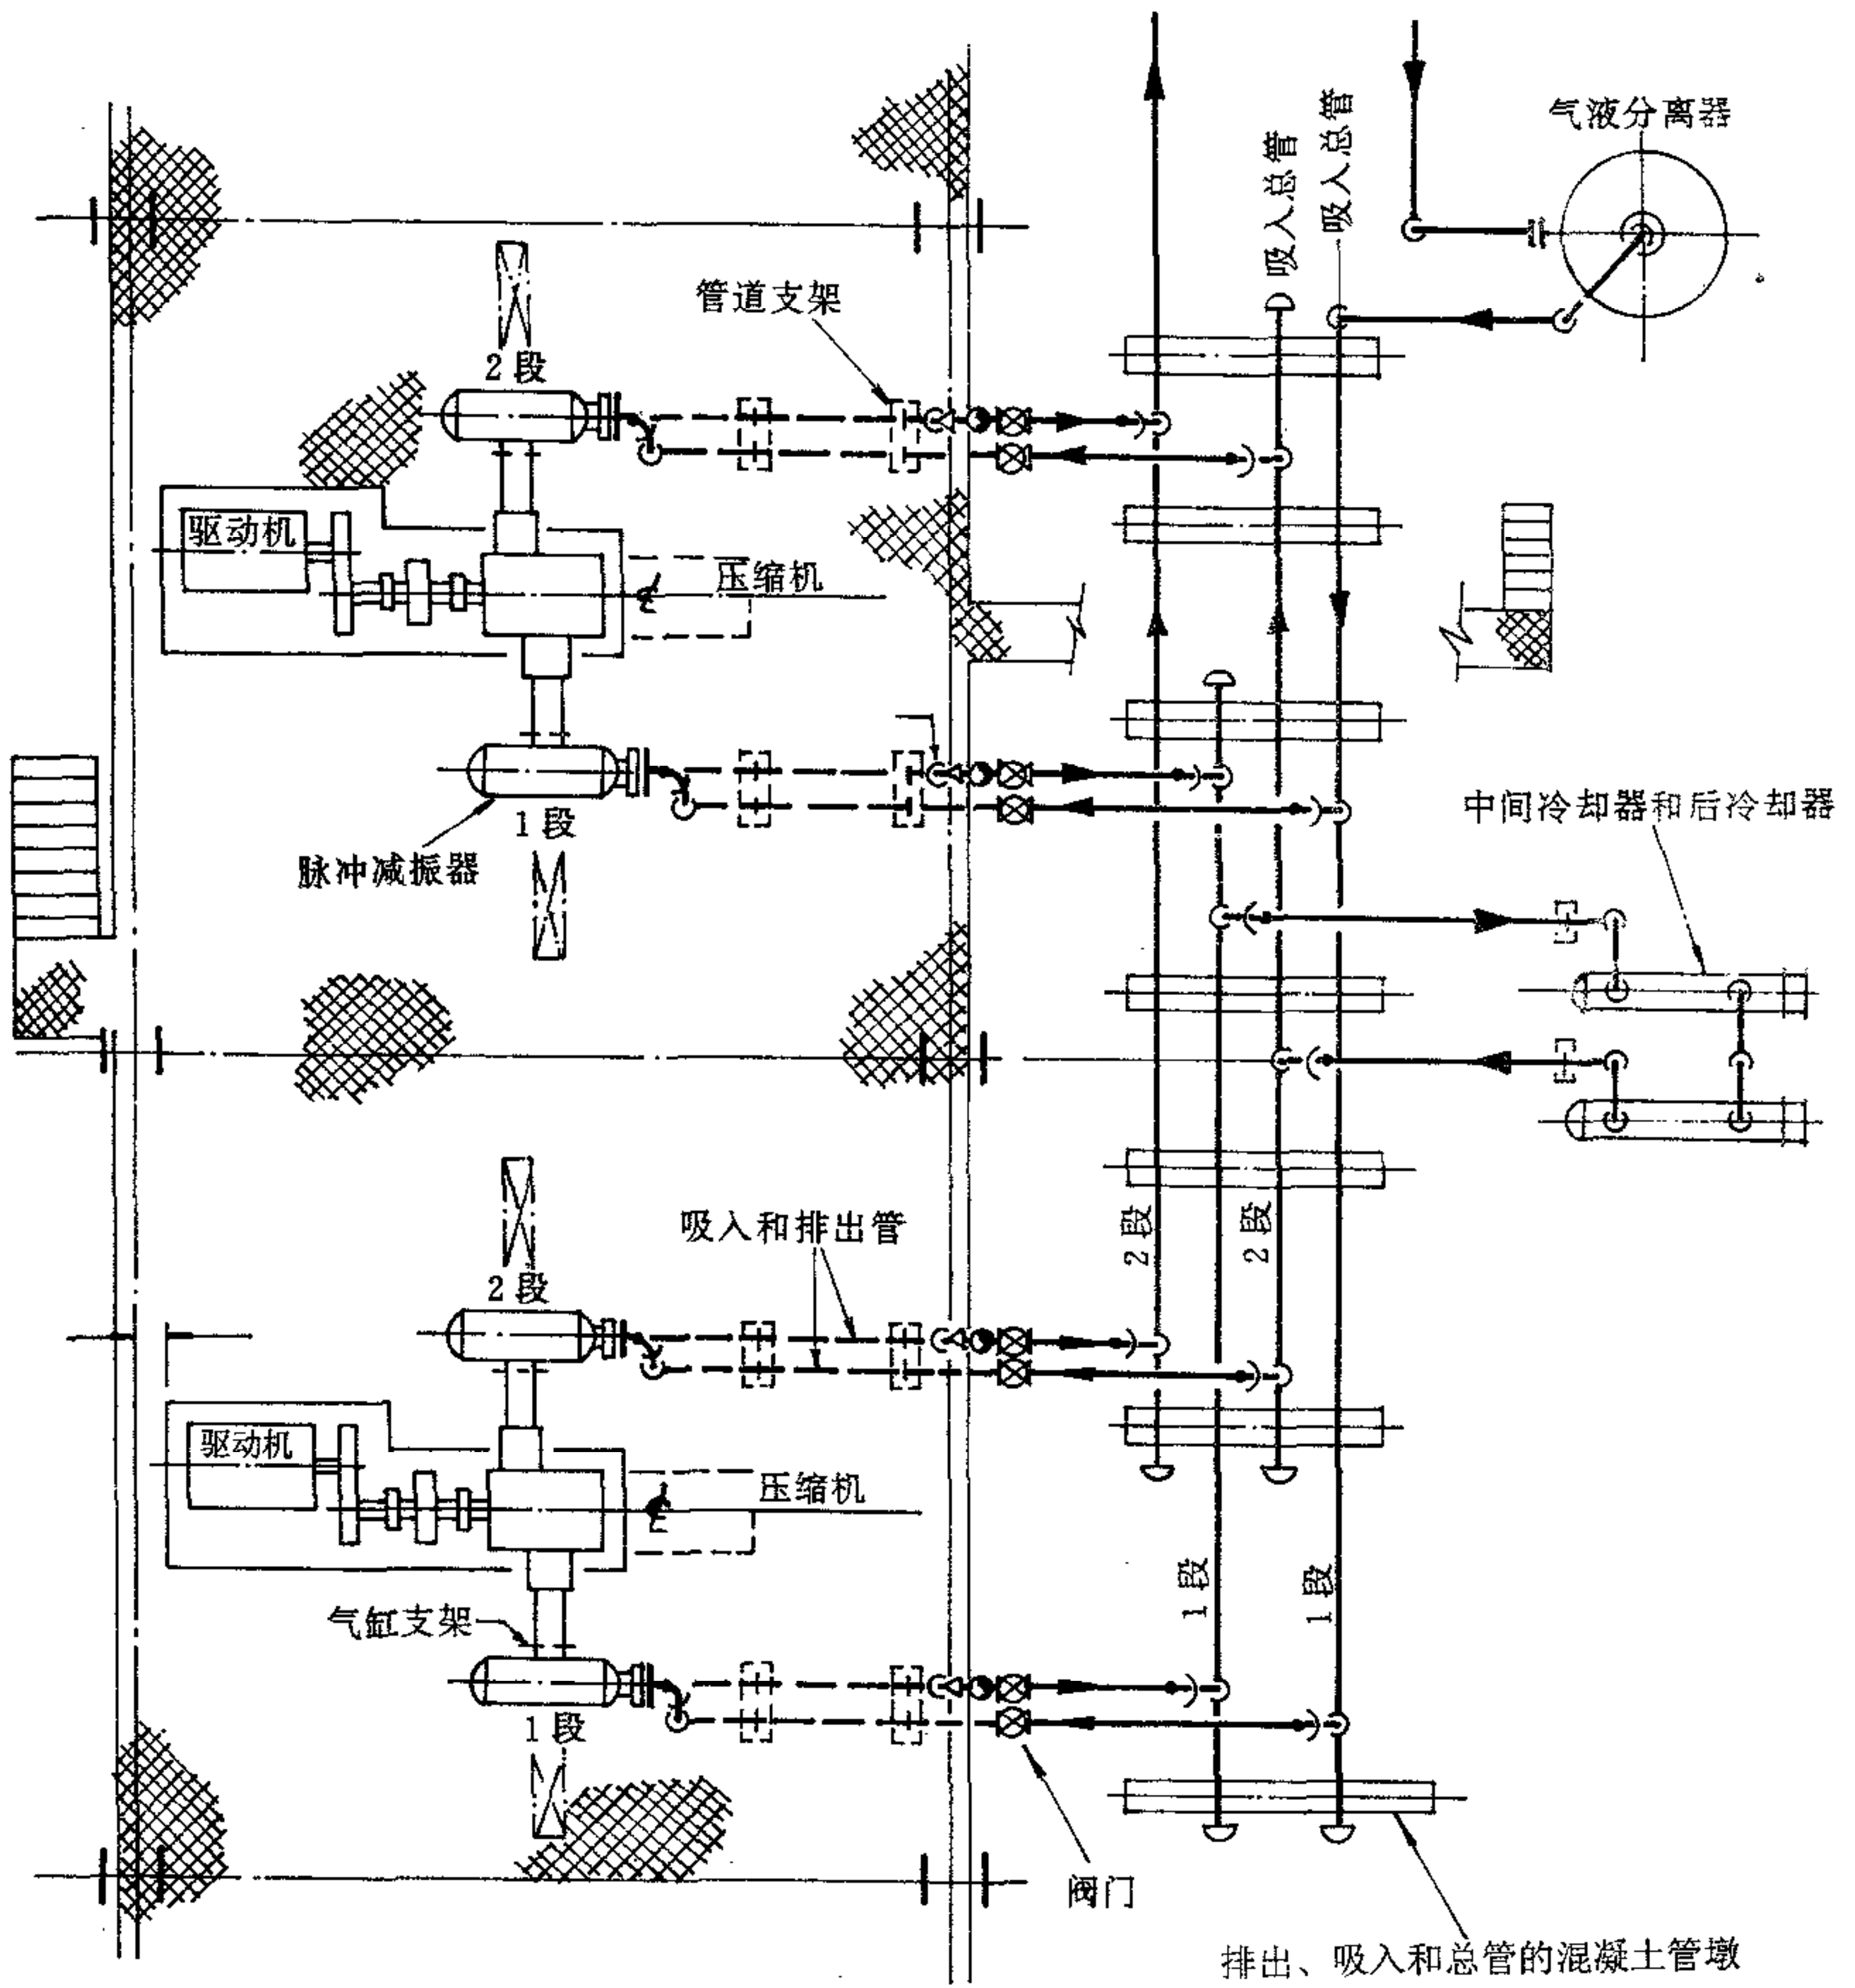 气液分离器
吸入总管
吸入总管
管道支架
2段
驱动机
压缩机
1段
脉冲减振器
中间冷却器和后冷却器
吸入和排出管
2段
2段
2段
驱动机
压缩机
1段
1段
气缸支架
1段
阀门
排出、吸入和总管的混凝土管墩